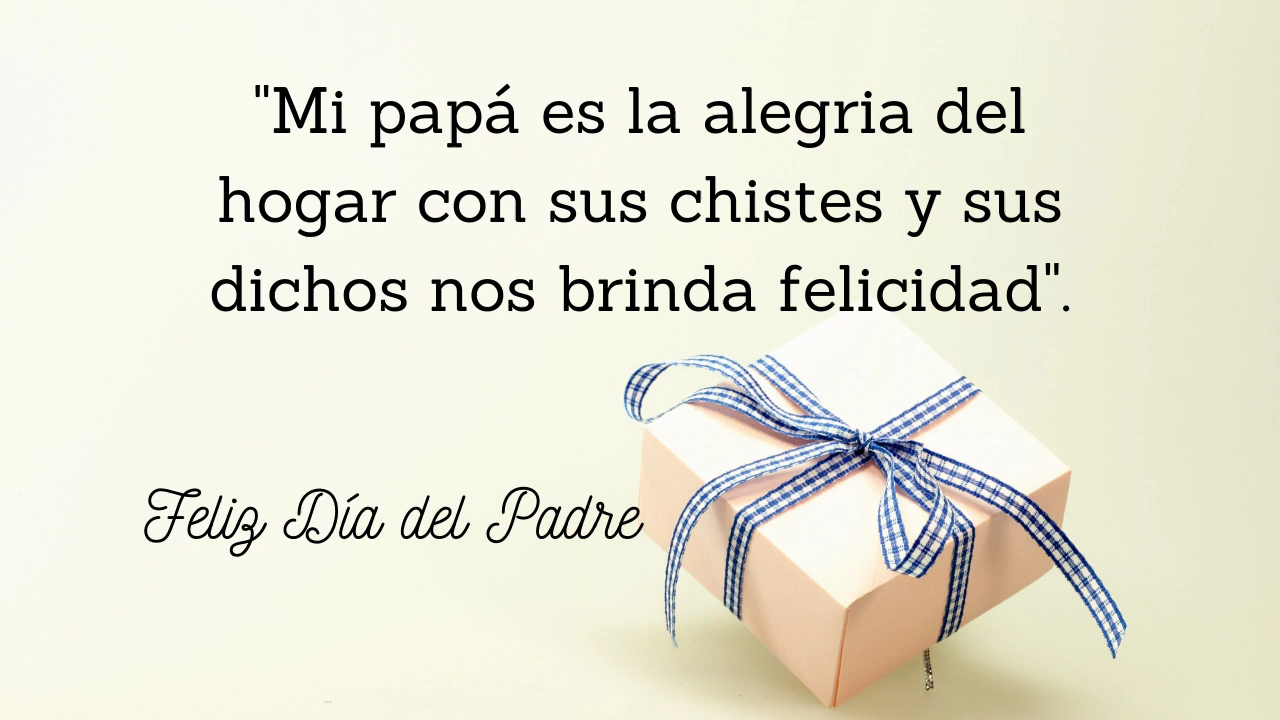 "Mi papá es la alegria del
hogar con sus chistes y sus
dichos nos brinda felicidad".
Feliz Día del Padre